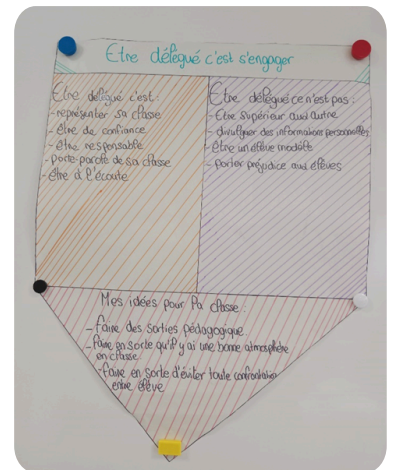 Etre délégué c'est s'engager
Etre délégué c'est :
- représenter sa classe
- être de confiance
- être responsable
- porte-parole de sa classe
- être à l'écoute
Etre délégué ce n'est pas :
- Etre supérieur aux autre
- divulguer des informations personnelles
- Etre un élève modèle
- porter préjudice aux élèves
Mes idées pour la classe :
- faire des sorties pédagogique
- faire en sorte qu'il y ai une bonne atmosphère
en classe
- faire en sorte d'éviter toute confrontation
entre élève